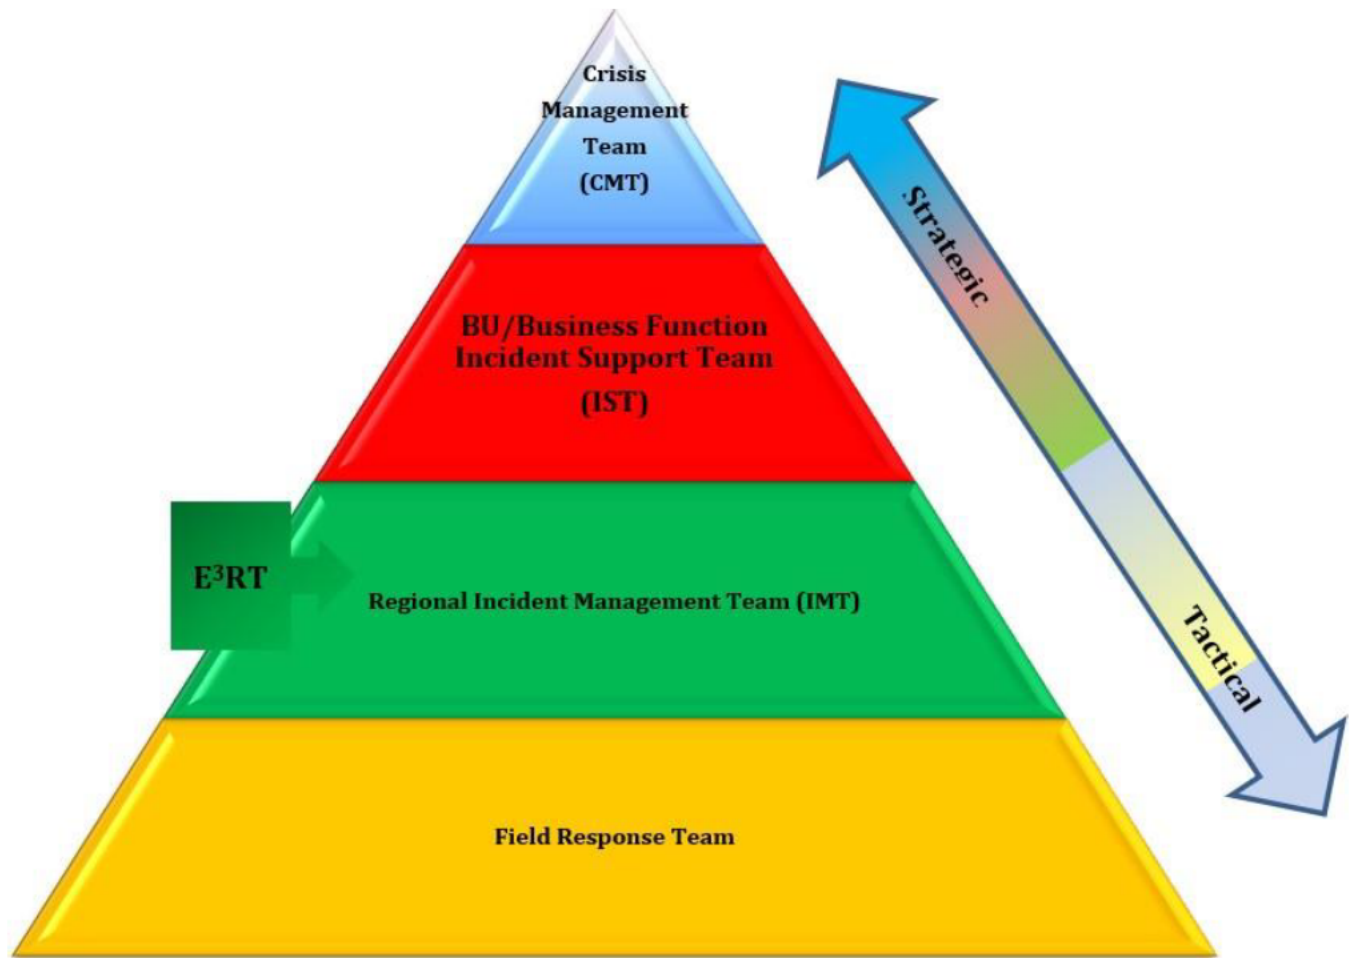 Crisis
Management
Team
(CMT)
Strategic
BU/Business Function
Incident Support Team
(IST)
E³RT
Regional Incident Management Team (IMT)
Tactical
Field Response Team